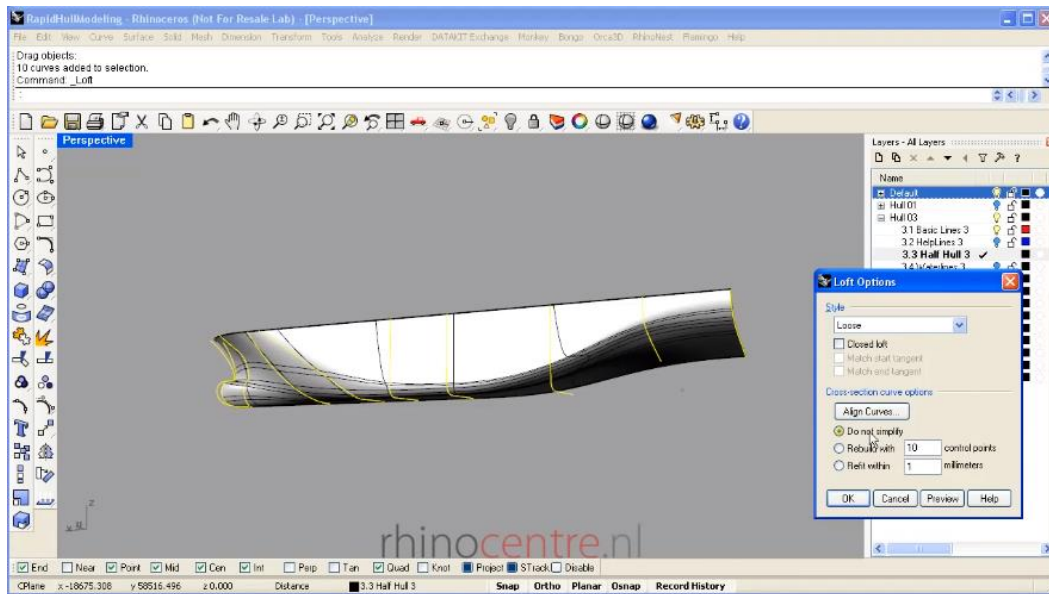 RapidHullModeling - Rhinoceros (Not For Resale Lab) - [Perspective]
File Edit View Curve Surface Solid Mesh Dimension Transform Tools Analyze Render DATAKIT Exchange Monkey Bongo Orca3D RhinoNest Flamingo Help
Drag objects:
10 curves added to selection.
Command: _Loft
Perspective
Layers - All Layers
Name
Default
Hull 01
Hull 03
3.1 Basic Lines 3
3.2 HelpLines 3
3.3 Half Hull 3
3.4 Waterlines 3
Loft Options
Style
Loose
Closed loft
Match start tangent
Match end tangent
Cross-section curve options
Align Curves...
Do not simplify
Rebuild with 10 control points
Refit within 1 millimeters
OK Cancel Preview Help
z
x y
rhinocentre.nl
End Near Point Mid Cen Int Perp Tan Quad Knot Project STrack Disable
CPlane x -18675.308 y 58516.496 z 0.000 Distance 3.3 Half Hull 3 Snap Ortho Planar Osnap Record History